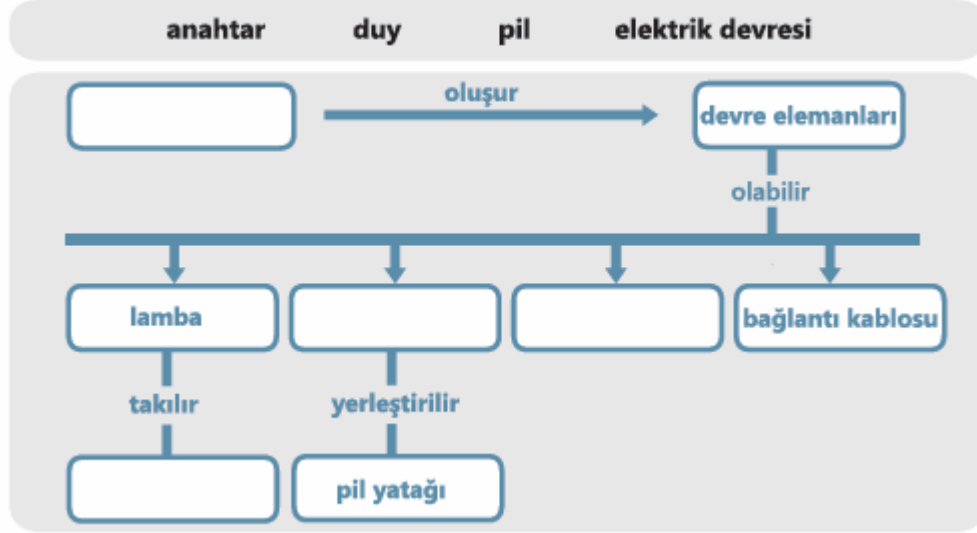 anahtar duy pil elektrik devresi
oluşur
devre elemanları
olabilir
lamba
bağlantı kablosu
takılır
yerleştirilir
pil yatağı